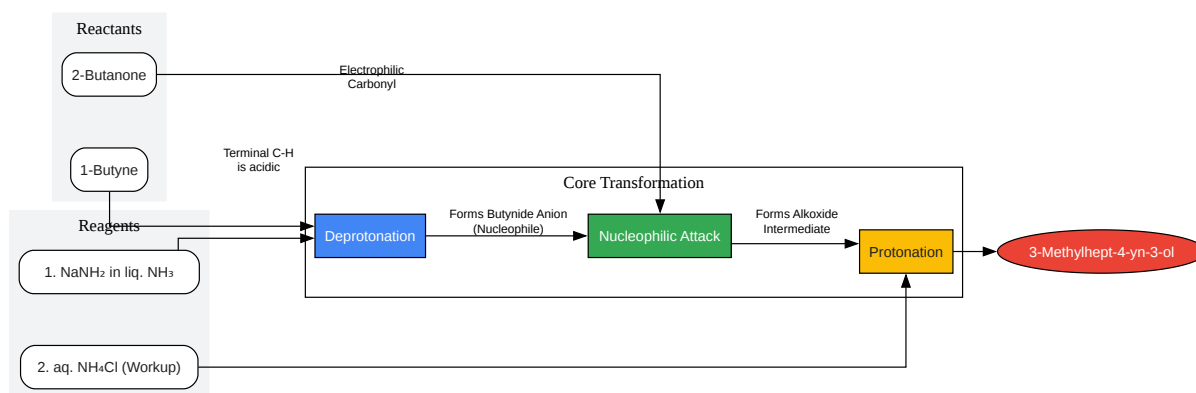 Reactants
2-Butanone
Electrophilic
Carbonyl
1-Butyne
Terminal C-H
is acidic
Core Transformation
Reagents
Deprotonation
Forms Butynide Anion
(Nucleophile)
Nucleophilic Attack
Forms Alkoxide
Intermediate
Protonation
3-Methylhept-4-yn-3-ol
1. NaNH₂ in liq. NH₃
2. aq. NH₄Cl (Workup)